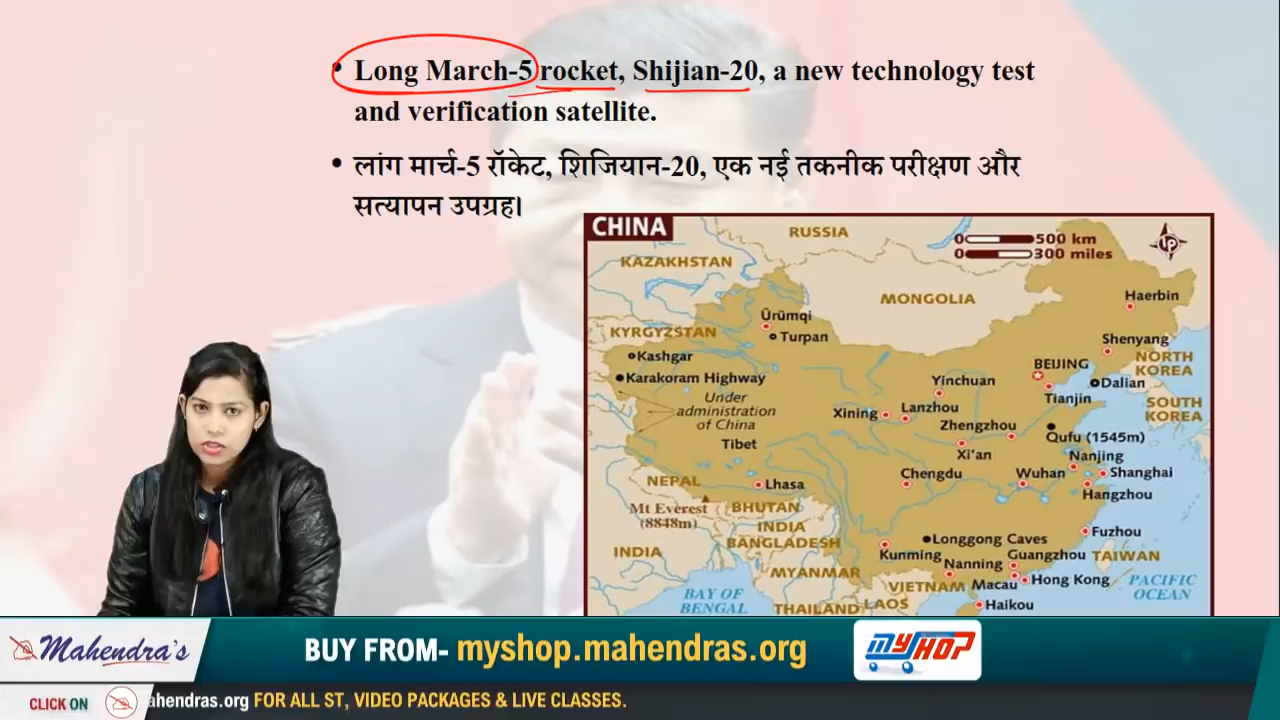 • Long March-5 rocket, Shijian-20, a new technology test
and verification satellite.
• लांग मार्च-5 रॉकेट, शिजियान-20, एक नई तकनीक परीक्षण और
सत्यापन उपग्रह।
CHINA
RUSSIA
0 500 km
0 300 miles
KAZAKHSTAN
MONGOLIA
Haerbin
Ürümqi
KYRGYZSTAN
Turpan
Shenyang
Kashgar
BEIJING
NORTH
KOREA
Karakoram Highway
Yinchuan
Dalian
Under
administration
of China
Tianjin
SOUTH
KOREA
Xining
Lanzhou
Zhengzhou
Qufu (1545m)
Tibet
Xi'an
Nanjing
NEPAL
Lhasa
Chengdu
Wuhan
Shanghai
Hangzhou
Mt Everest
(8848m)
BHUTAN
INDIA
BANGLADESH
Fuzhou
INDIA
Longgong Caves
Kunming
Guangzhou
TAIWAN
Nanning
MYANMAR
VIETNAM
Macau
Hong Kong
PACIFIC
OCEAN
BAY OF
BENGAL
THAILAND
LAOS
Haikou
Mahendra's
BUY FROM- myshop.mahendras.org
MYSHOP
CLICK ON
ahendras.org FOR ALL ST, VIDEO PACKAGES & LIVE CLASSES.